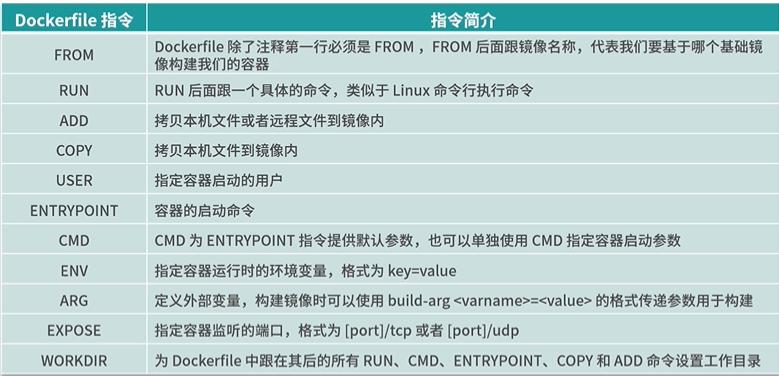 Dockerfile 指令 指令简介
FROM Dockerfile 除了注释第一行必须是 FROM ，FROM 后面跟镜像名称，代表我们要基于哪个基础镜
像构建我们的容器
RUN RUN 后面跟一个具体的命令，类似于 Linux 命令行执行命令
ADD 拷贝本机文件或者远程文件到镜像内
COPY 拷贝本机文件到镜像内
USER 指定容器启动的用户
ENTRYPOINT 容器的启动命令
CMD CMD 为 ENTRYPOINT 指令提供默认参数，也可以单独使用 CMD 指定容器启动参数
ENV 指定容器运行时的环境变量，格式为 key=value
ARG 定义外部变量，构建镜像时可以使用 build-arg <varname>=<value> 的格式传递参数用于构建
EXPOSE 指定容器监听的端口，格式为 [port]/tcp 或者 [port]/udp
WORKDIR 为 Dockerfile 中跟在其后的所有 RUN、CMD、ENTRYPOINT、COPY 和 ADD 命令设置工作目录